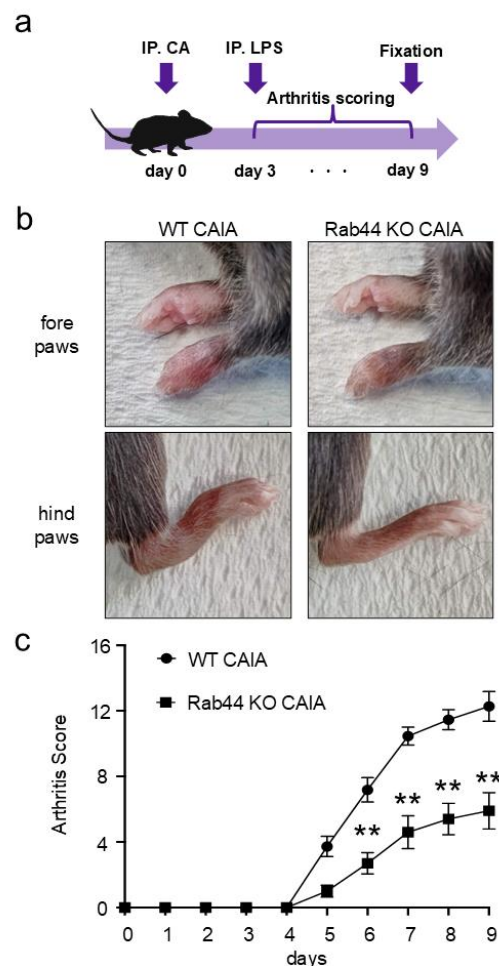 a
IP. CA IP. LPS Fixation
Arthritis scoring
day 0 day 3 . . . day 9
b
WT CAIA Rab44 KO CAIA
fore
paws
hind
paws
c
16
12
8
4
0
Arthritis Score
WT CAIA
Rab44 KO CAIA
** ** ** **
0 1 2 3 4 5 6 7 8 9
days